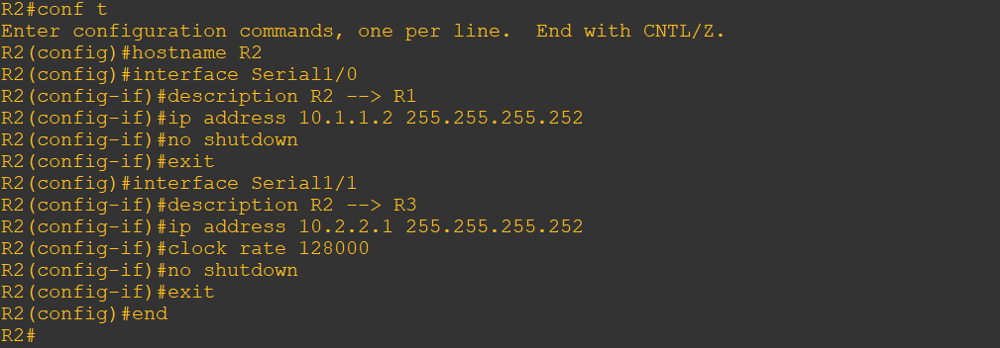 R2#conf t
Enter configuration commands, one per line.  End with CNTL/Z.
R2(config)#hostname R2
R2(config)#interface Serial1/0
R2(config-if)#description R2 --> R1
R2(config-if)#ip address 10.1.1.2 255.255.255.252
R2(config-if)#no shutdown
R2(config-if)#exit
R2(config)#interface Serial1/1
R2(config-if)#description R2 --> R3
R2(config-if)#ip address 10.2.2.1 255.255.255.252
R2(config-if)#clock rate 128000
R2(config-if)#no shutdown
R2(config-if)#exit
R2(config)#end
R2#